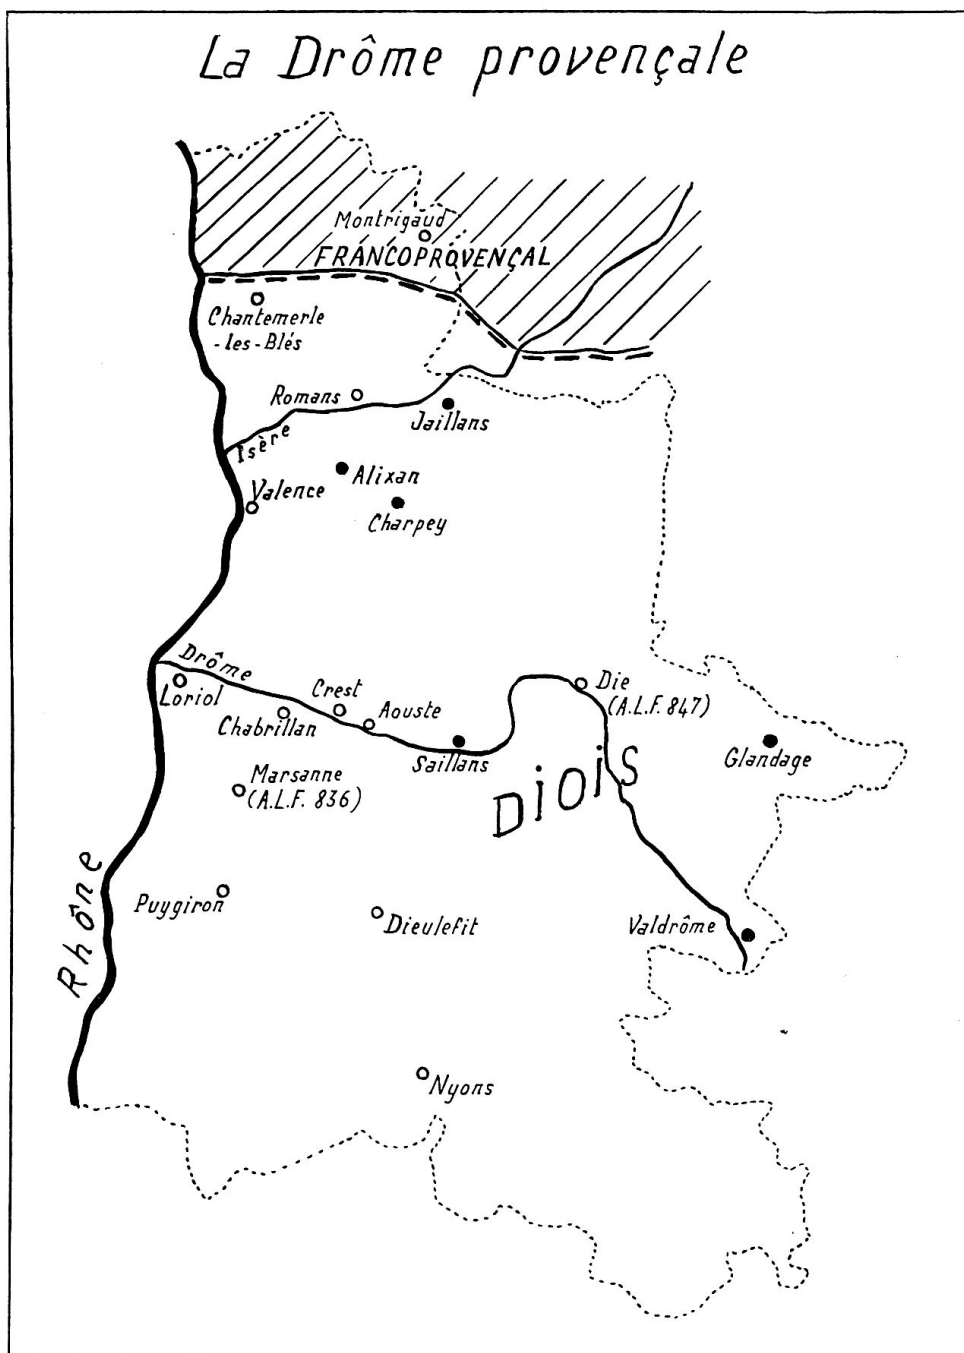 La Drôme provençale
Montrigaud
FRANCOPROVENÇAL
Chantemerle
-les-Blés
Romans
Jaillans
Isère
Alixan
Valence
Charpey
Drôme
Die
(A.L.F. 847)
Loriol
Crest
Aouste
Chabrillan
Saillans
Glandage
DiOiS
Marsanne
(A.L.F. 836)
Rhône
Puygiron
Dieulefit
Valdrôme
Nyons